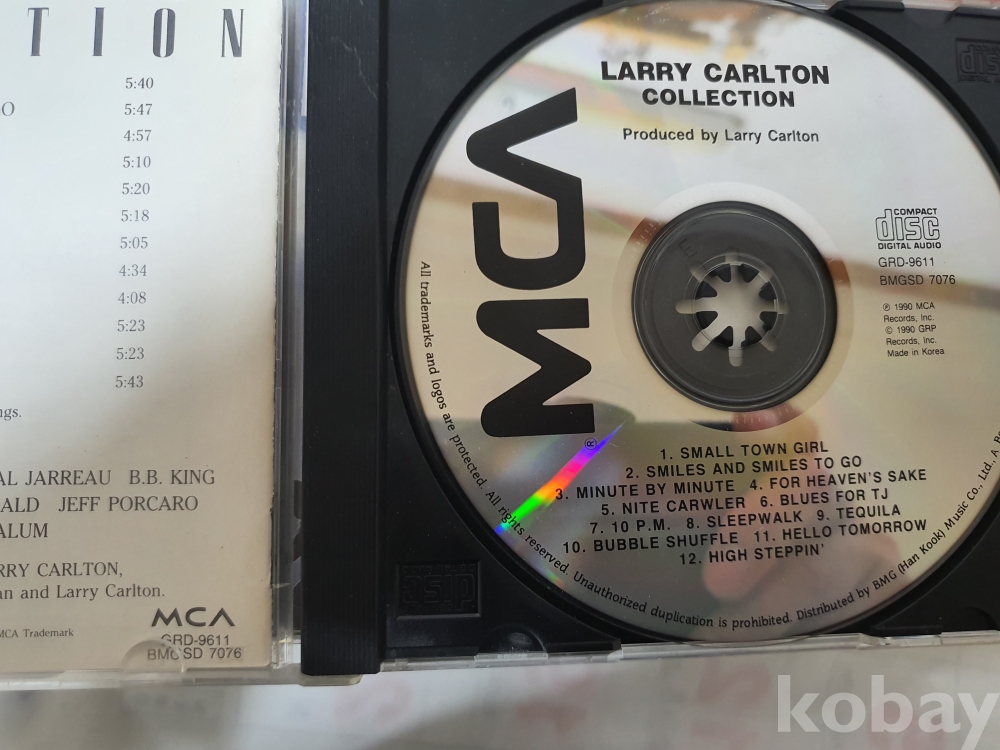 TION
5:40
5:47
4:57
5:10
5:20
5:18
5:05
4:34
4:08
5:23
5:23
5:43
AL JARREAU B.B. KING
JEFF PORCARO
RRY CARLTON,
and Larry Carlton.
MCA Trademark
MCA
GRD-9611
BMGSD 7076
LARRY CARLTON
COLLECTION
Produced by Larry Carlton
MCA
®
COMPACT
disc
DIGITAL AUDIO
GRD-9611
BMGSD 7076
℗ 1990 MCA
Records, Inc.
© 1990 GRP
Records, Inc.
Made in Korea
1. SMALL TOWN GIRL
2. SMILES AND SMILES TO GO
3. MINUTE BY MINUTE 4. FOR HEAVEN'S SAKE
5. NITE CARWLER 6. BLUES FOR TJ
7. 10 P.M. 8. SLEEPWALK 9. TEQUILA
10. BUBBLE SHUFFLE 11. HELLO TOMORROW
12. HIGH STEPPIN'
All trademarks and logos are protected. All rights reserved. Unauthorized duplication is prohibited. Distributed by BMG (Han Kook) Music Co., Ltd. A
kobay